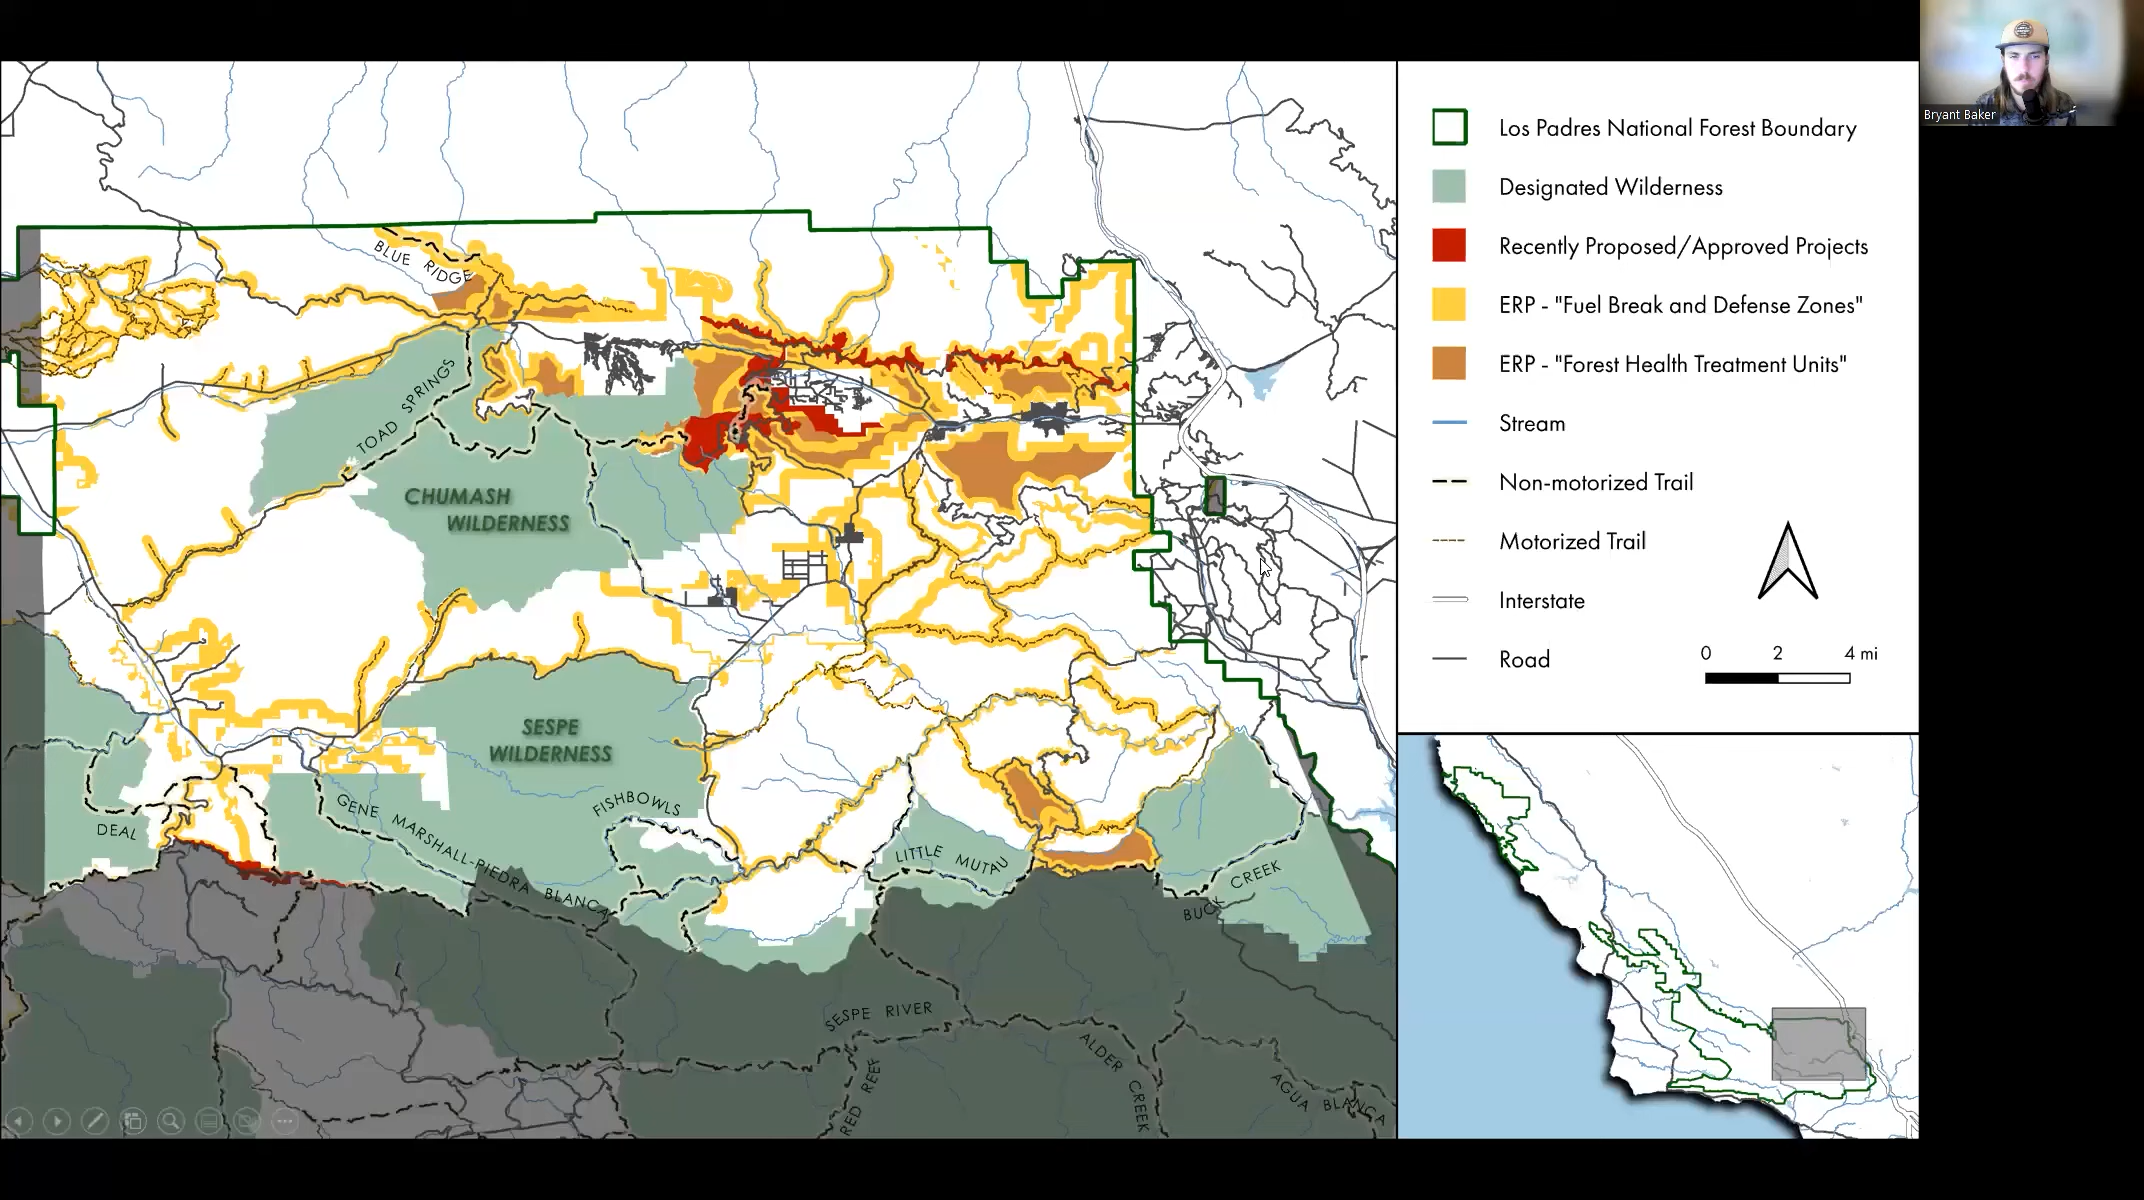 Bryant Baker
Los Padres National Forest Boundary
Designated Wilderness
Recently Proposed/Approved Projects
ERP - "Fuel Break and Defense Zones"
ERP - "Forest Health Treatment Units"
Stream
Non-motorized Trail
Motorized Trail
Interstate
Road
0 2 4 mi
BLUE RIDGE
TOAD SPRINGS
CHUMASH
WILDERNESS
SESPE
WILDERNESS
DEAL
GENE MARSHALL-PIEDRA BLANCA
FISHBOWLS
LITTLE MUTAU
BUCK CREEK
SESPE RIVER
RED REEF
ALDER CREEK
AGUA BLANCA